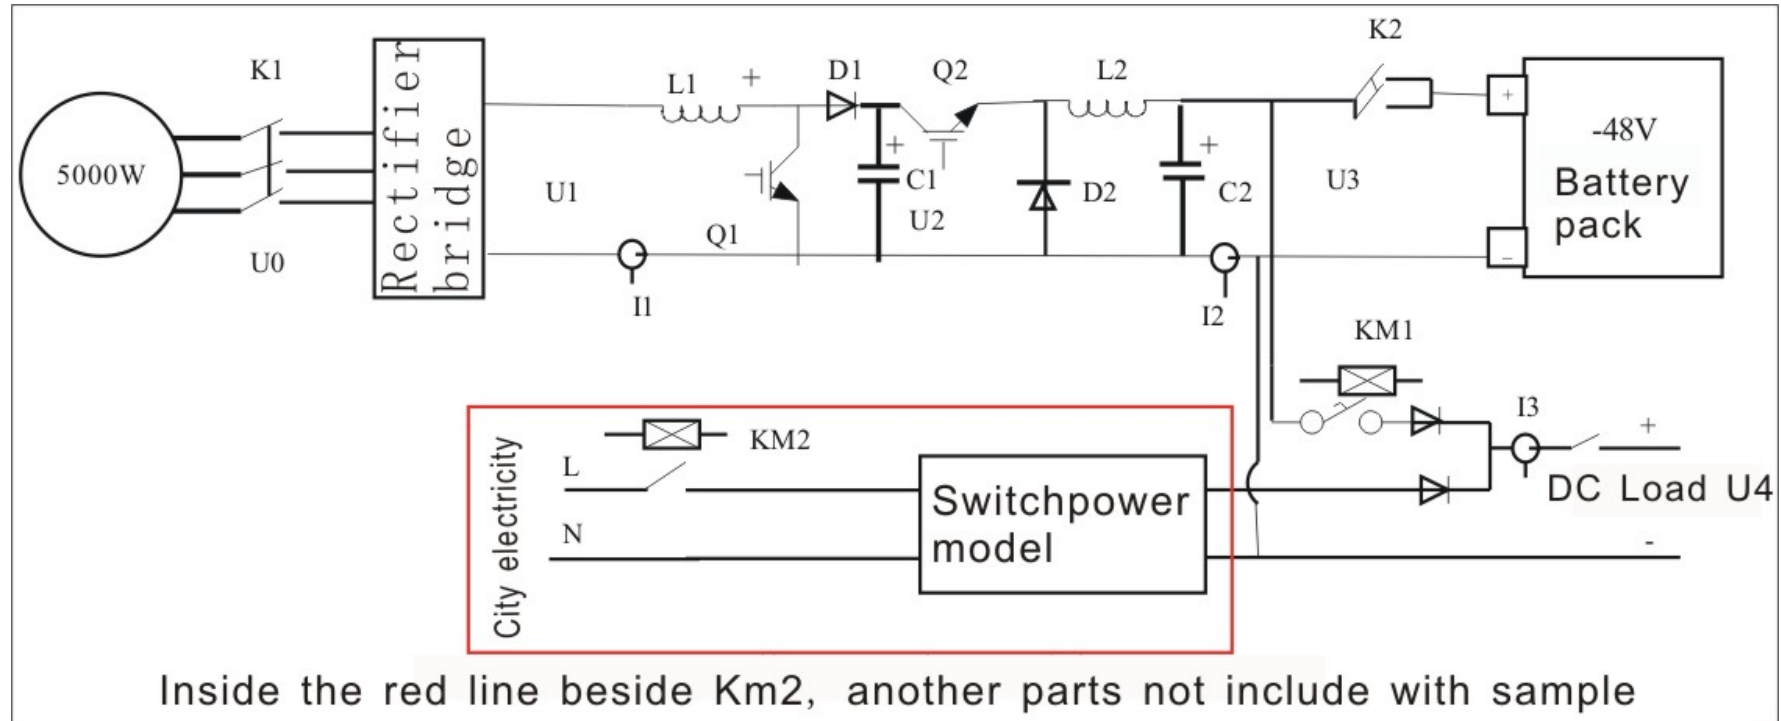 5000W
K1
U0
Rectifier
bridge
U1
L1
+
Q1
I1
D1
+
C1
U2
Q2
D2
L2
+
C2
I2
K2
U3
+
-48V
Battery
pack
-
KM1
I3
+
DC Load U4
-
City electricity
KM2
L
N
Switchpower
model
Inside the red line beside Km2, another parts not include with sample